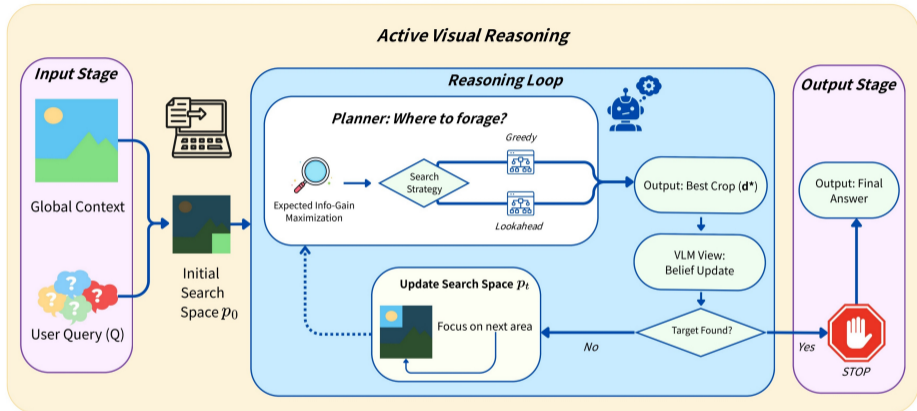 Active Visual Reasoning
Input Stage
Global Context
? ? ? ?
User Query (Q)
Initial
Search
Space p₀
Reasoning Loop
Planner: Where to forage?
Expected Info-Gain
Maximization
Search
Strategy
Greedy
Lookahead
Output: Best Crop (d*)
VLM View:
Belief Update
Target Found?
No
Yes
Update Search Space pₜ
Focus on next area
Output Stage
Output: Final
Answer
STOP